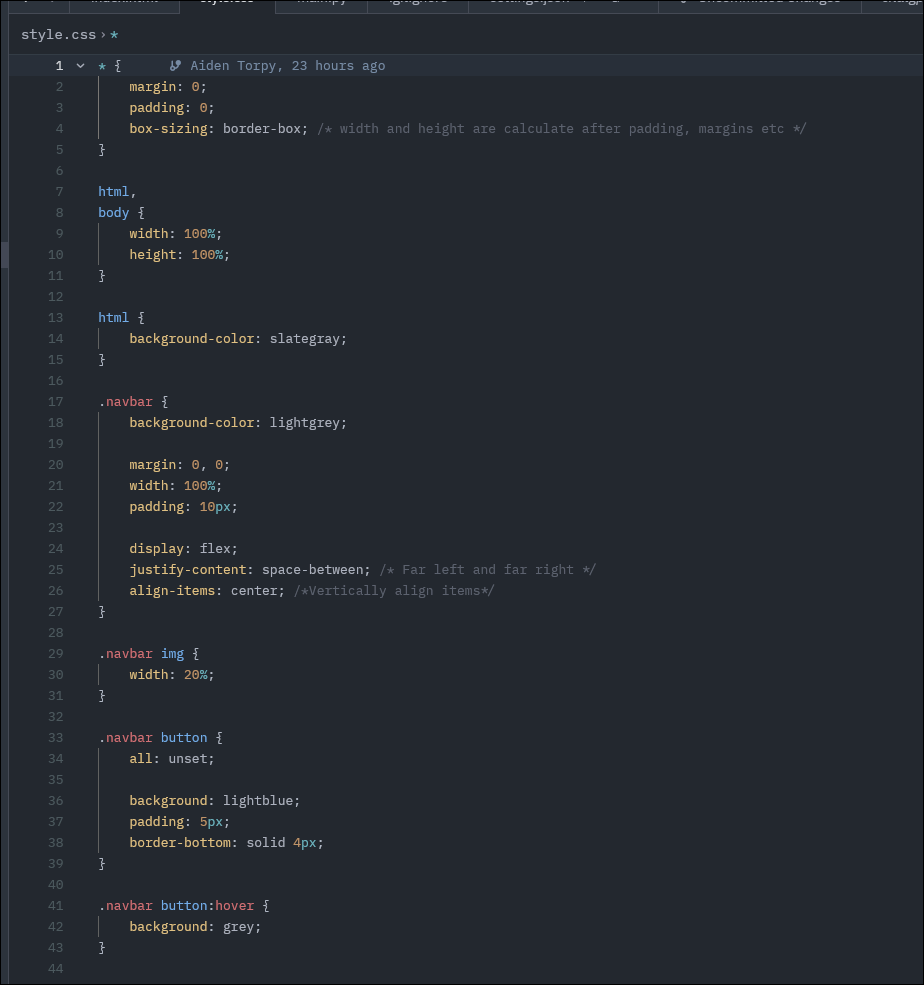 style.css › *
1 * { Aiden Torpy, 23 hours ago
2 margin: 0;
3 padding: 0;
4 box-sizing: border-box; /* width and height are calculate after padding, margins etc */
5 }
6
7 html,
8 body {
9 width: 100%;
10 height: 100%;
11 }
12
13 html {
14 background-color: slategray;
15 }
16
17 .navbar {
18 background-color: lightgrey;
19
20 margin: 0, 0;
21 width: 100%;
22 padding: 10px;
23
24 display: flex;
25 justify-content: space-between; /* Far left and far right */
26 align-items: center; /*Vertically align items*/
27 }
28
29 .navbar img {
30 width: 20%;
31 }
32
33 .navbar button {
34 all: unset;
35
36 background: lightblue;
37 padding: 5px;
38 border-bottom: solid 4px;
39 }
40
41 .navbar button:hover {
42 background: grey;
43 }
44